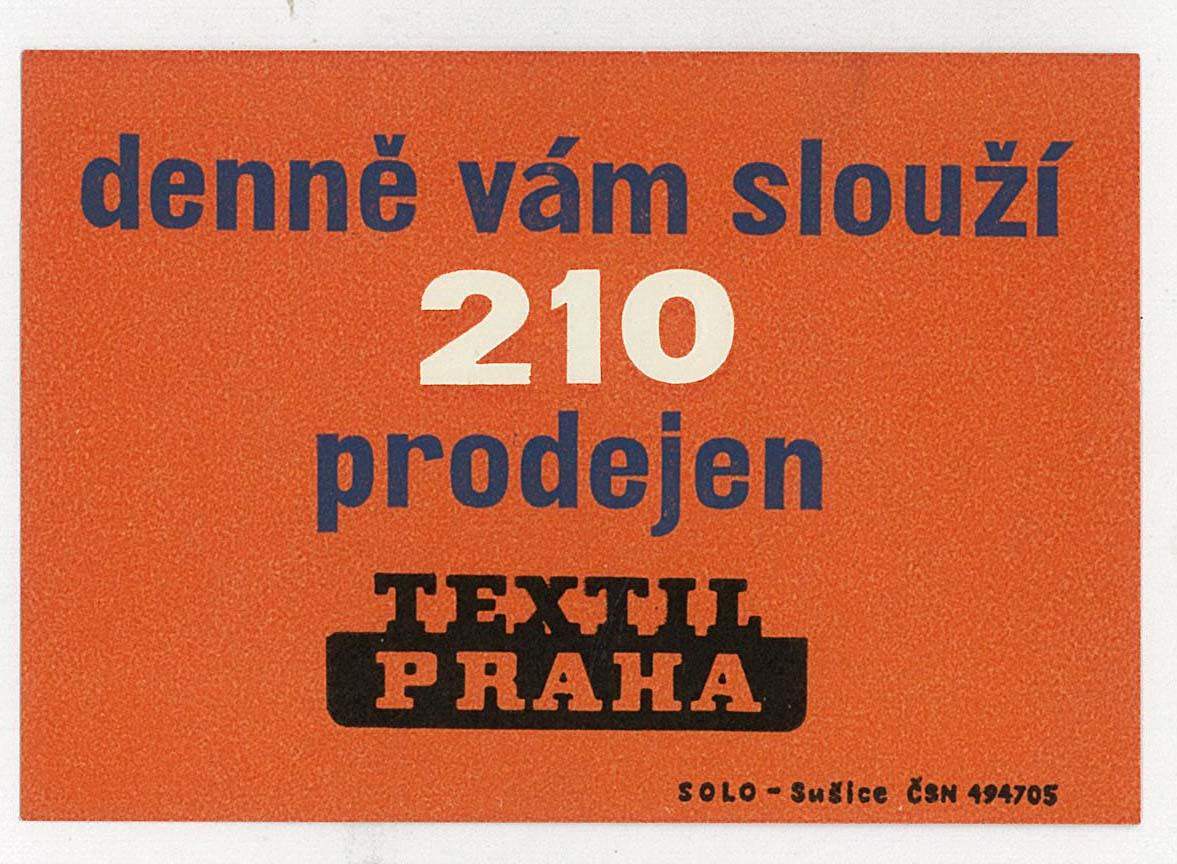 denně vám slouží
210
prodejen
TEXTIL
PRAHA
SOLO - Sušice ČSN 494705